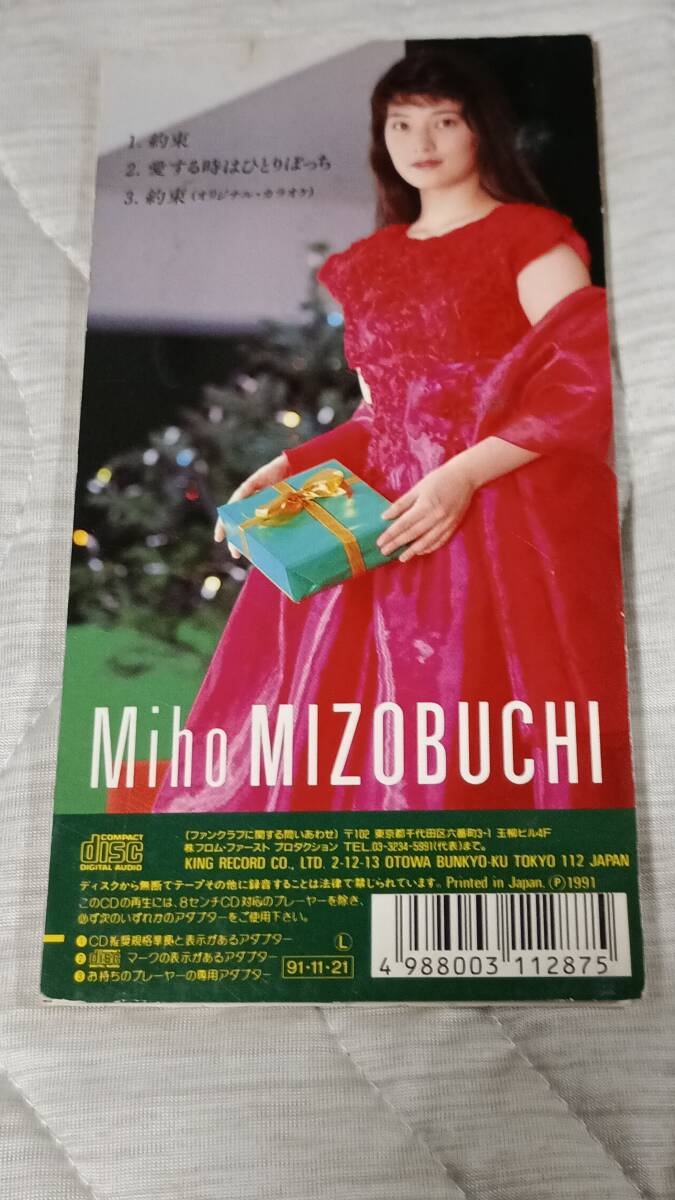 1. 約束
2. 愛する時はひとりぼっち
3. 約束 (オリジナル・カラオケ)
Miho MIZOBUCHI
COMPACT
disc
DIGITAL AUDIO
(ファンクラブに関する問いあわせ) 〒102 東京都千代田区六番町3-1 玉柳ビル4F
株フロム・ファースト プロダクション TEL.03-3234-5991(代表)まで。
KING RECORD CO., LTD. 2-12-13 OTOWA BUNKYO-KU TOKYO 112 JAPAN
ディスクから無断でテープその他に録音することは法律で禁じられています。 Printed in Japan. Ⓟ1991
このCDの再生には、8センチCD対応のプレーヤーを除き、
必ず次のいずれかのアダプターをご使用下さい。
① CD推奨規格準拠と表示があるアダプター
② disc マークの表示があるアダプター
③ お持ちのプレーヤーの専用アダプター
Ⓛ
91・11・21
4 988003 112875